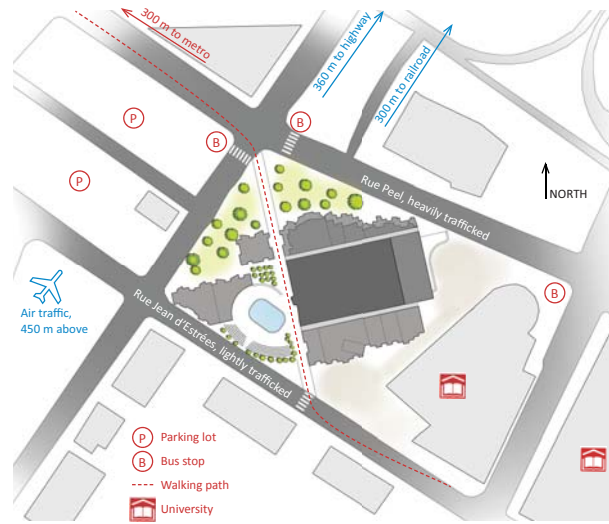 300 m to metro
360 m to highway
300 m to railroad
P
B
B
P
Rue Peel, heavily trafficked
NORTH
Air traffic,
450 m above
B
Rue Jean d'Estrées, lightly trafficked
P Parking lot
B Bus stop
Walking path
University